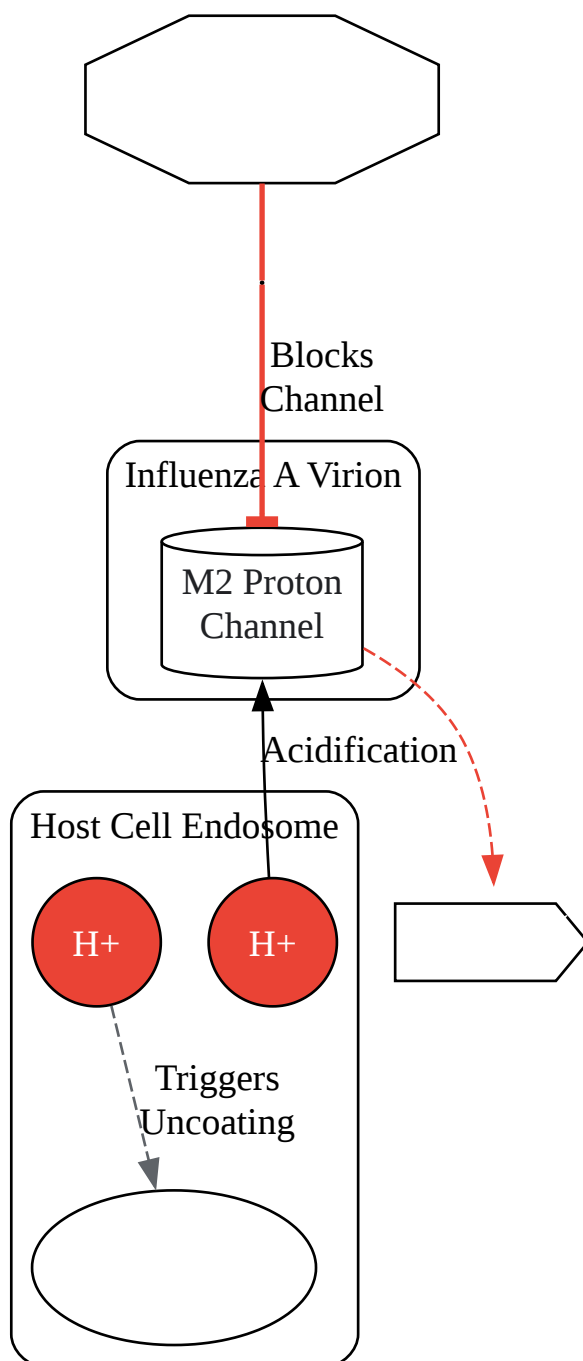 Blocks
Channel
Influenza A Virion
M2 Proton
Channel
Acidification
Host Cell Endosome
H+
H+
Triggers
Uncoating